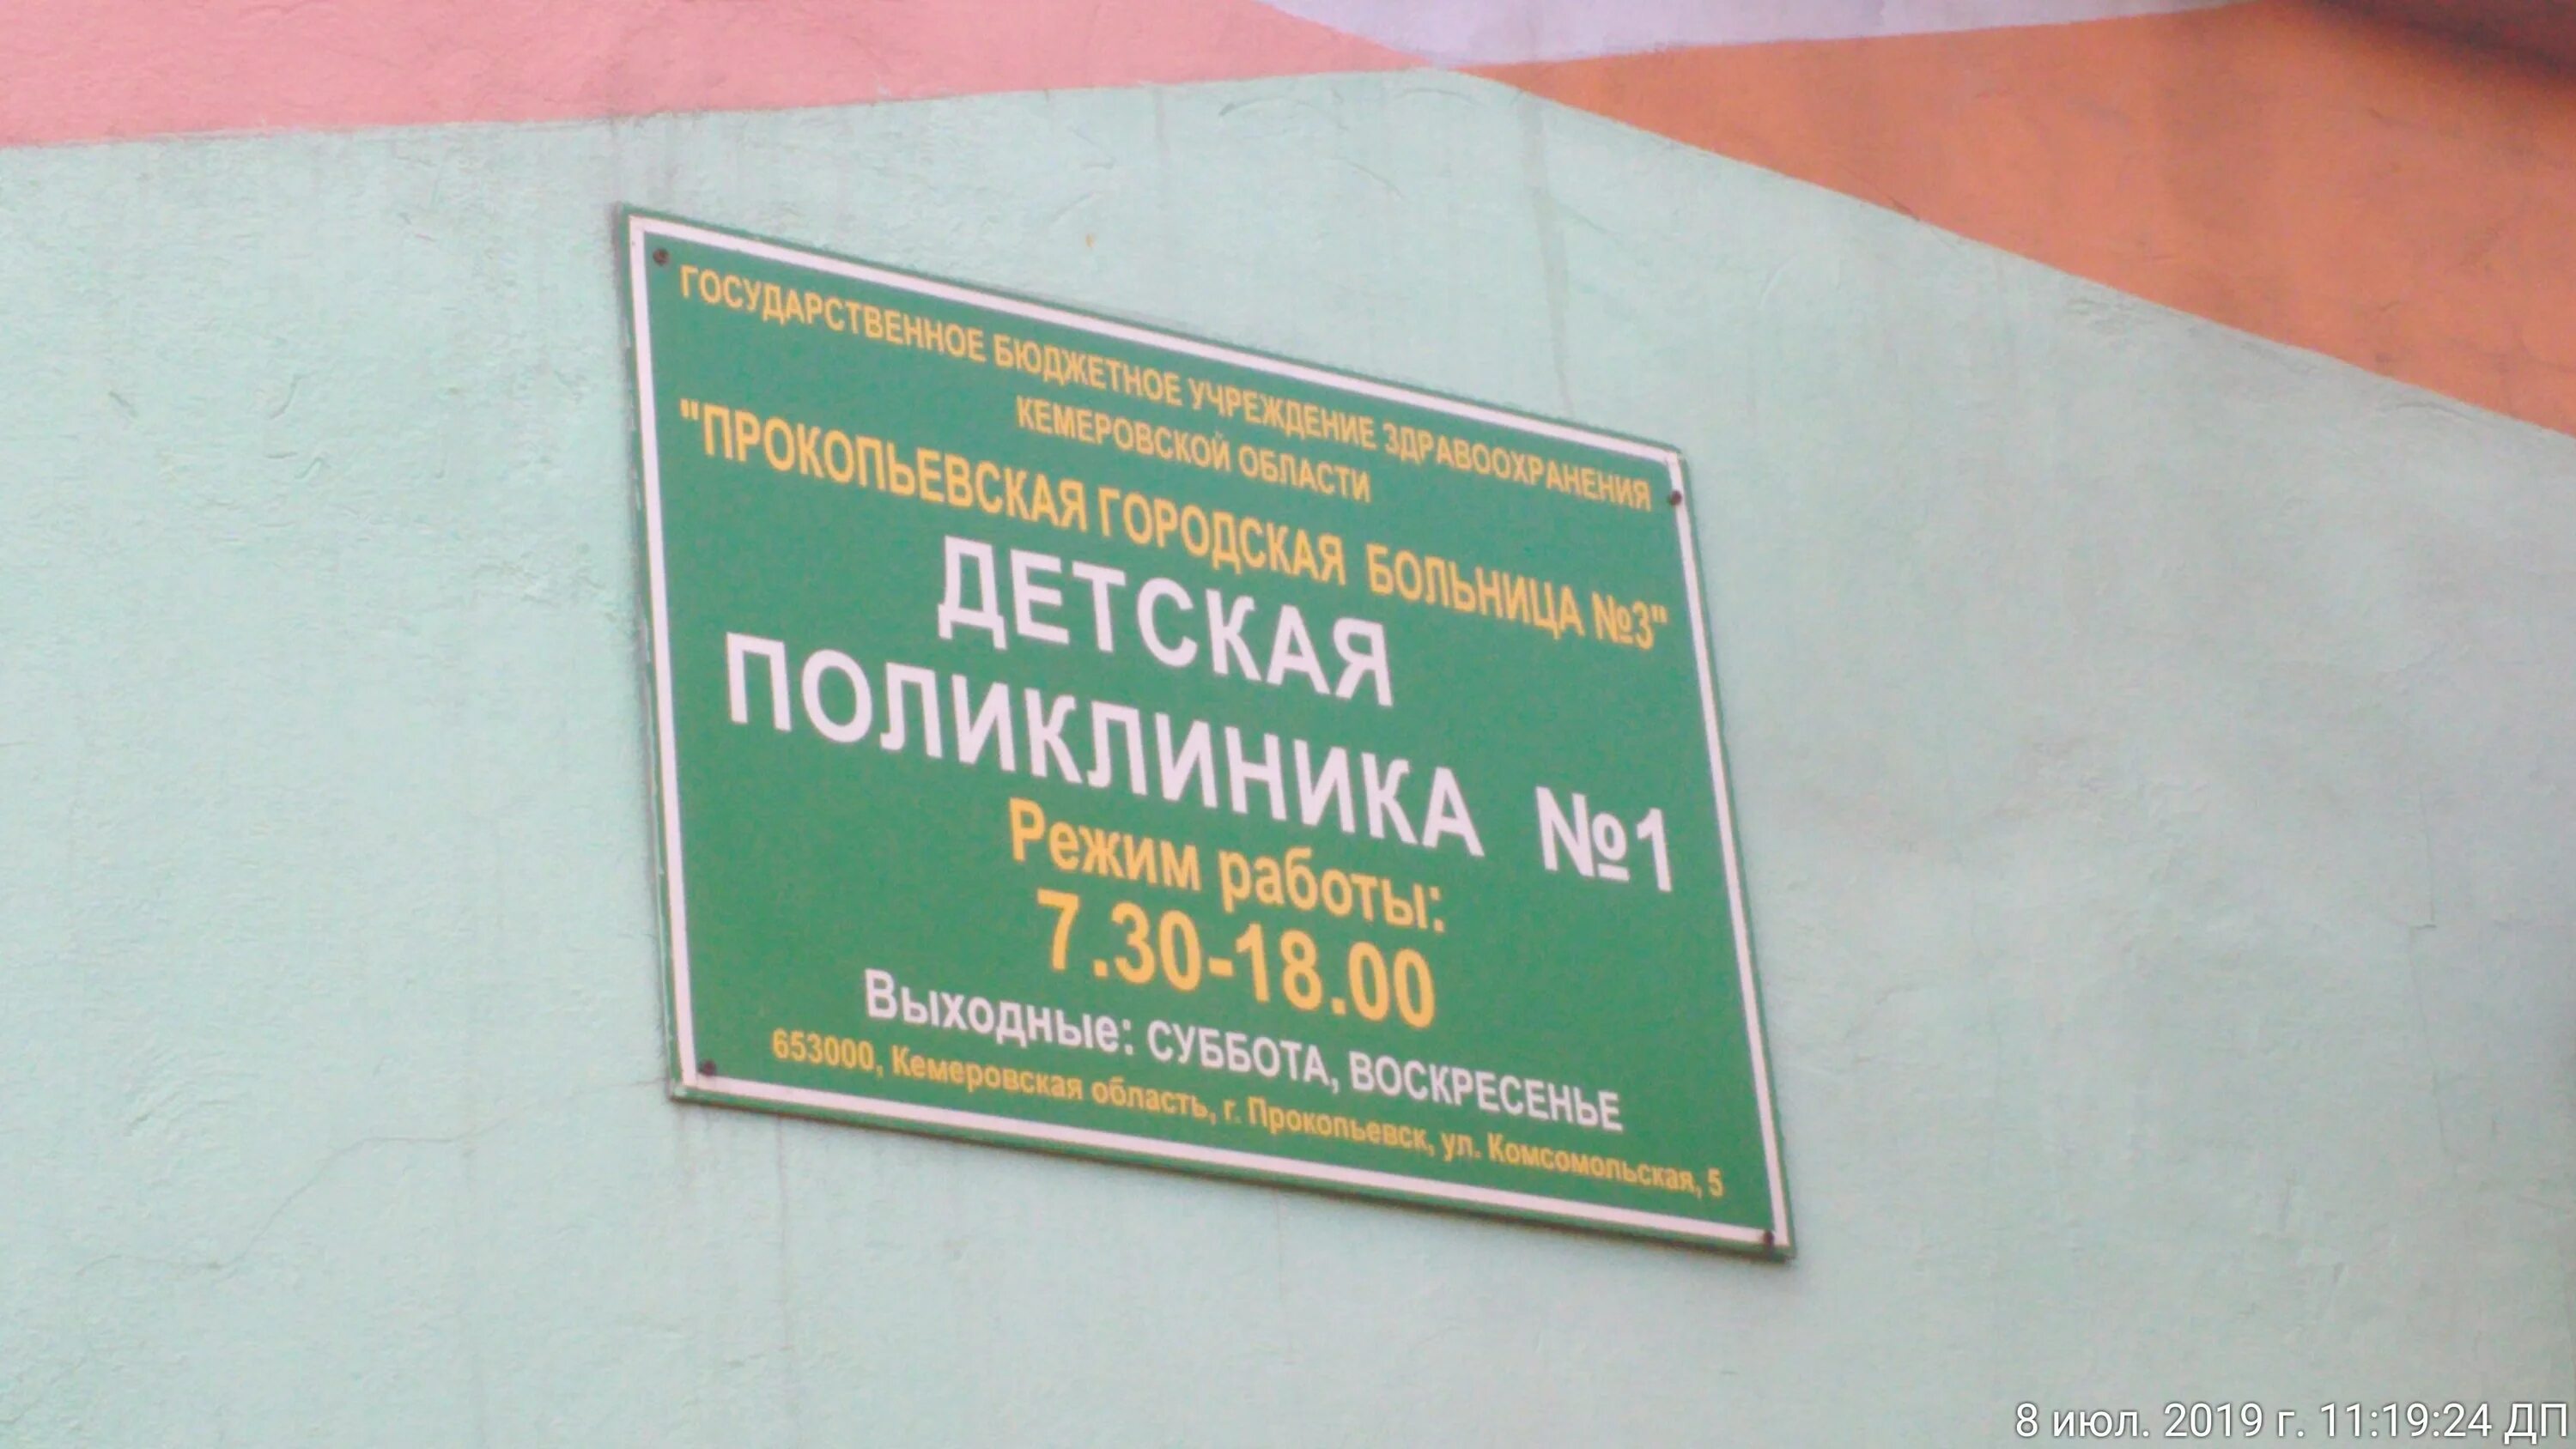 ГОСУДАРСТВЕННОЕ БЮДЖЕТНОЕ УЧРЕЖДЕНИЕ ЗДРАВООХРАНЕНИЯ
КЕМЕРОВСКОЙ ОБЛАСТИ
"ПРОКОПЬЕВСКАЯ ГОРОДСКАЯ БОЛЬНИЦА №3"
ДЕТСКАЯ
ПОЛИКЛИНИКА №1
Режим работы:
7.30-18.00
Выходные: СУББОТА, ВОСКРЕСЕНЬЕ
653000, Кемеровская область, г. Прокопьевск, ул. Комсомольская, 5
8 июл. 2019 г. 11:19:24 ДП